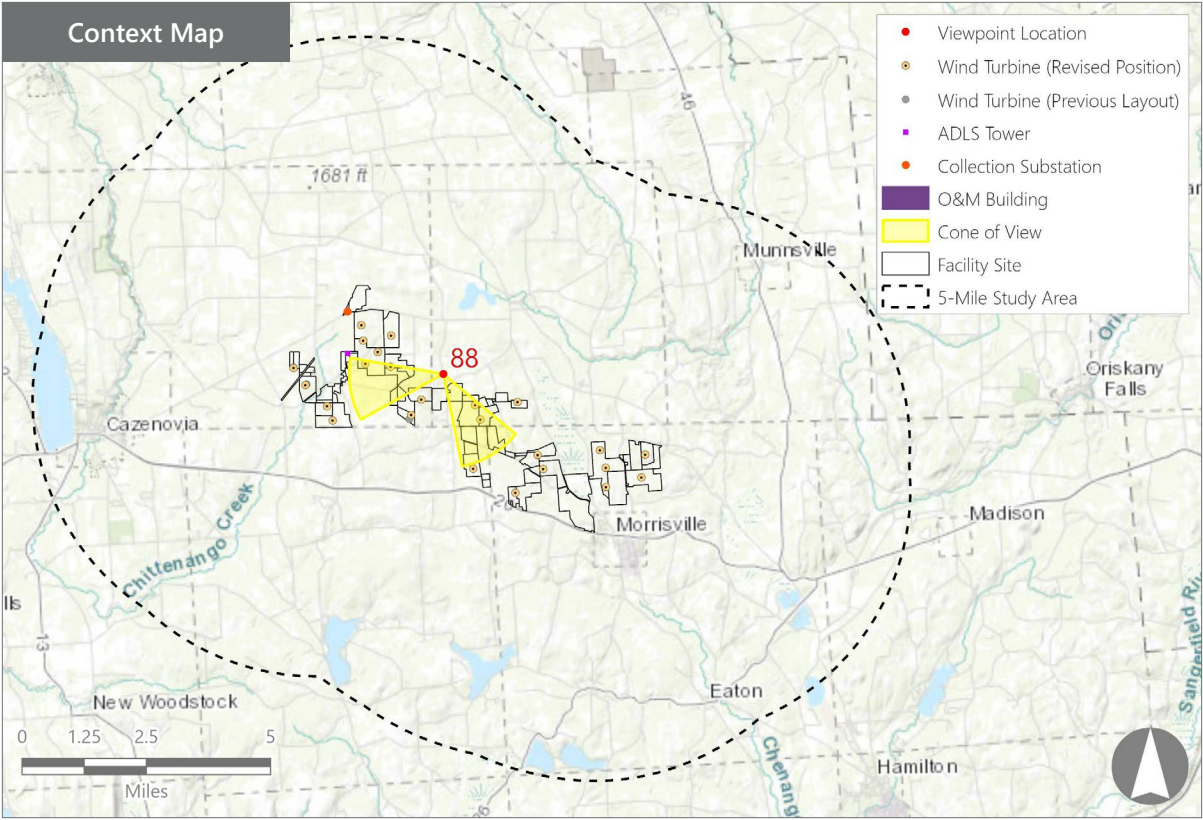 Context Map
Viewpoint Location
Wind Turbine (Revised Position)
Wind Turbine (Previous Layout)
ADLS Tower
Collection Substation
O&M Building
Cone of View
Facility Site
5-Mile Study Area
46
1681 ft
Munnsville
88
Oriskany
Falls
Cazenovia
20
Morrisville
Madison
Chittenango Creek
lls
13
New Woodstock
Eaton
Hamilton
0 1.25 2.5 5
Miles